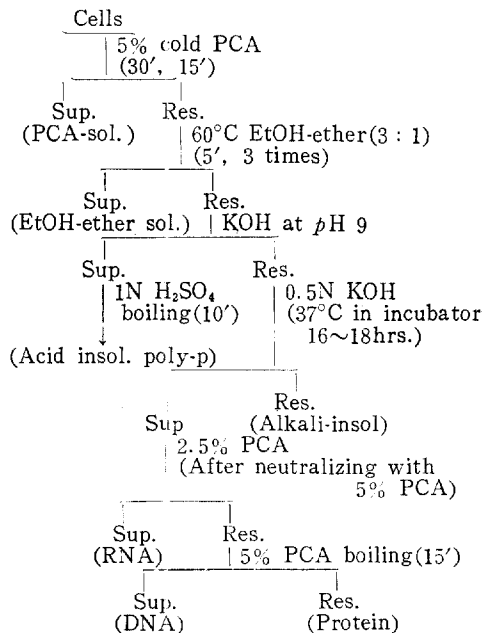 Cells
5% cold PCA
(30′, 15′)
Sup. Res.
(PCA-sol.) 60°C EtOH-ether(3 : 1)
(5′, 3 times)
Sup. Res.
(EtOH-ether sol.) KOH at pH 9
Sup. Res.
1N H₂SO₄ 0.5N KOH
boiling(10′) (37°C in incubator
16~18hrs.)
(Acid insol. poly-p)
Res.
Sup (Alkali-insol)
2.5% PCA
(After neutralizing with
5% PCA)
Sup. Res.
(RNA) 5% PCA boiling(15′)
Sup. Res.
(DNA) (Protein)